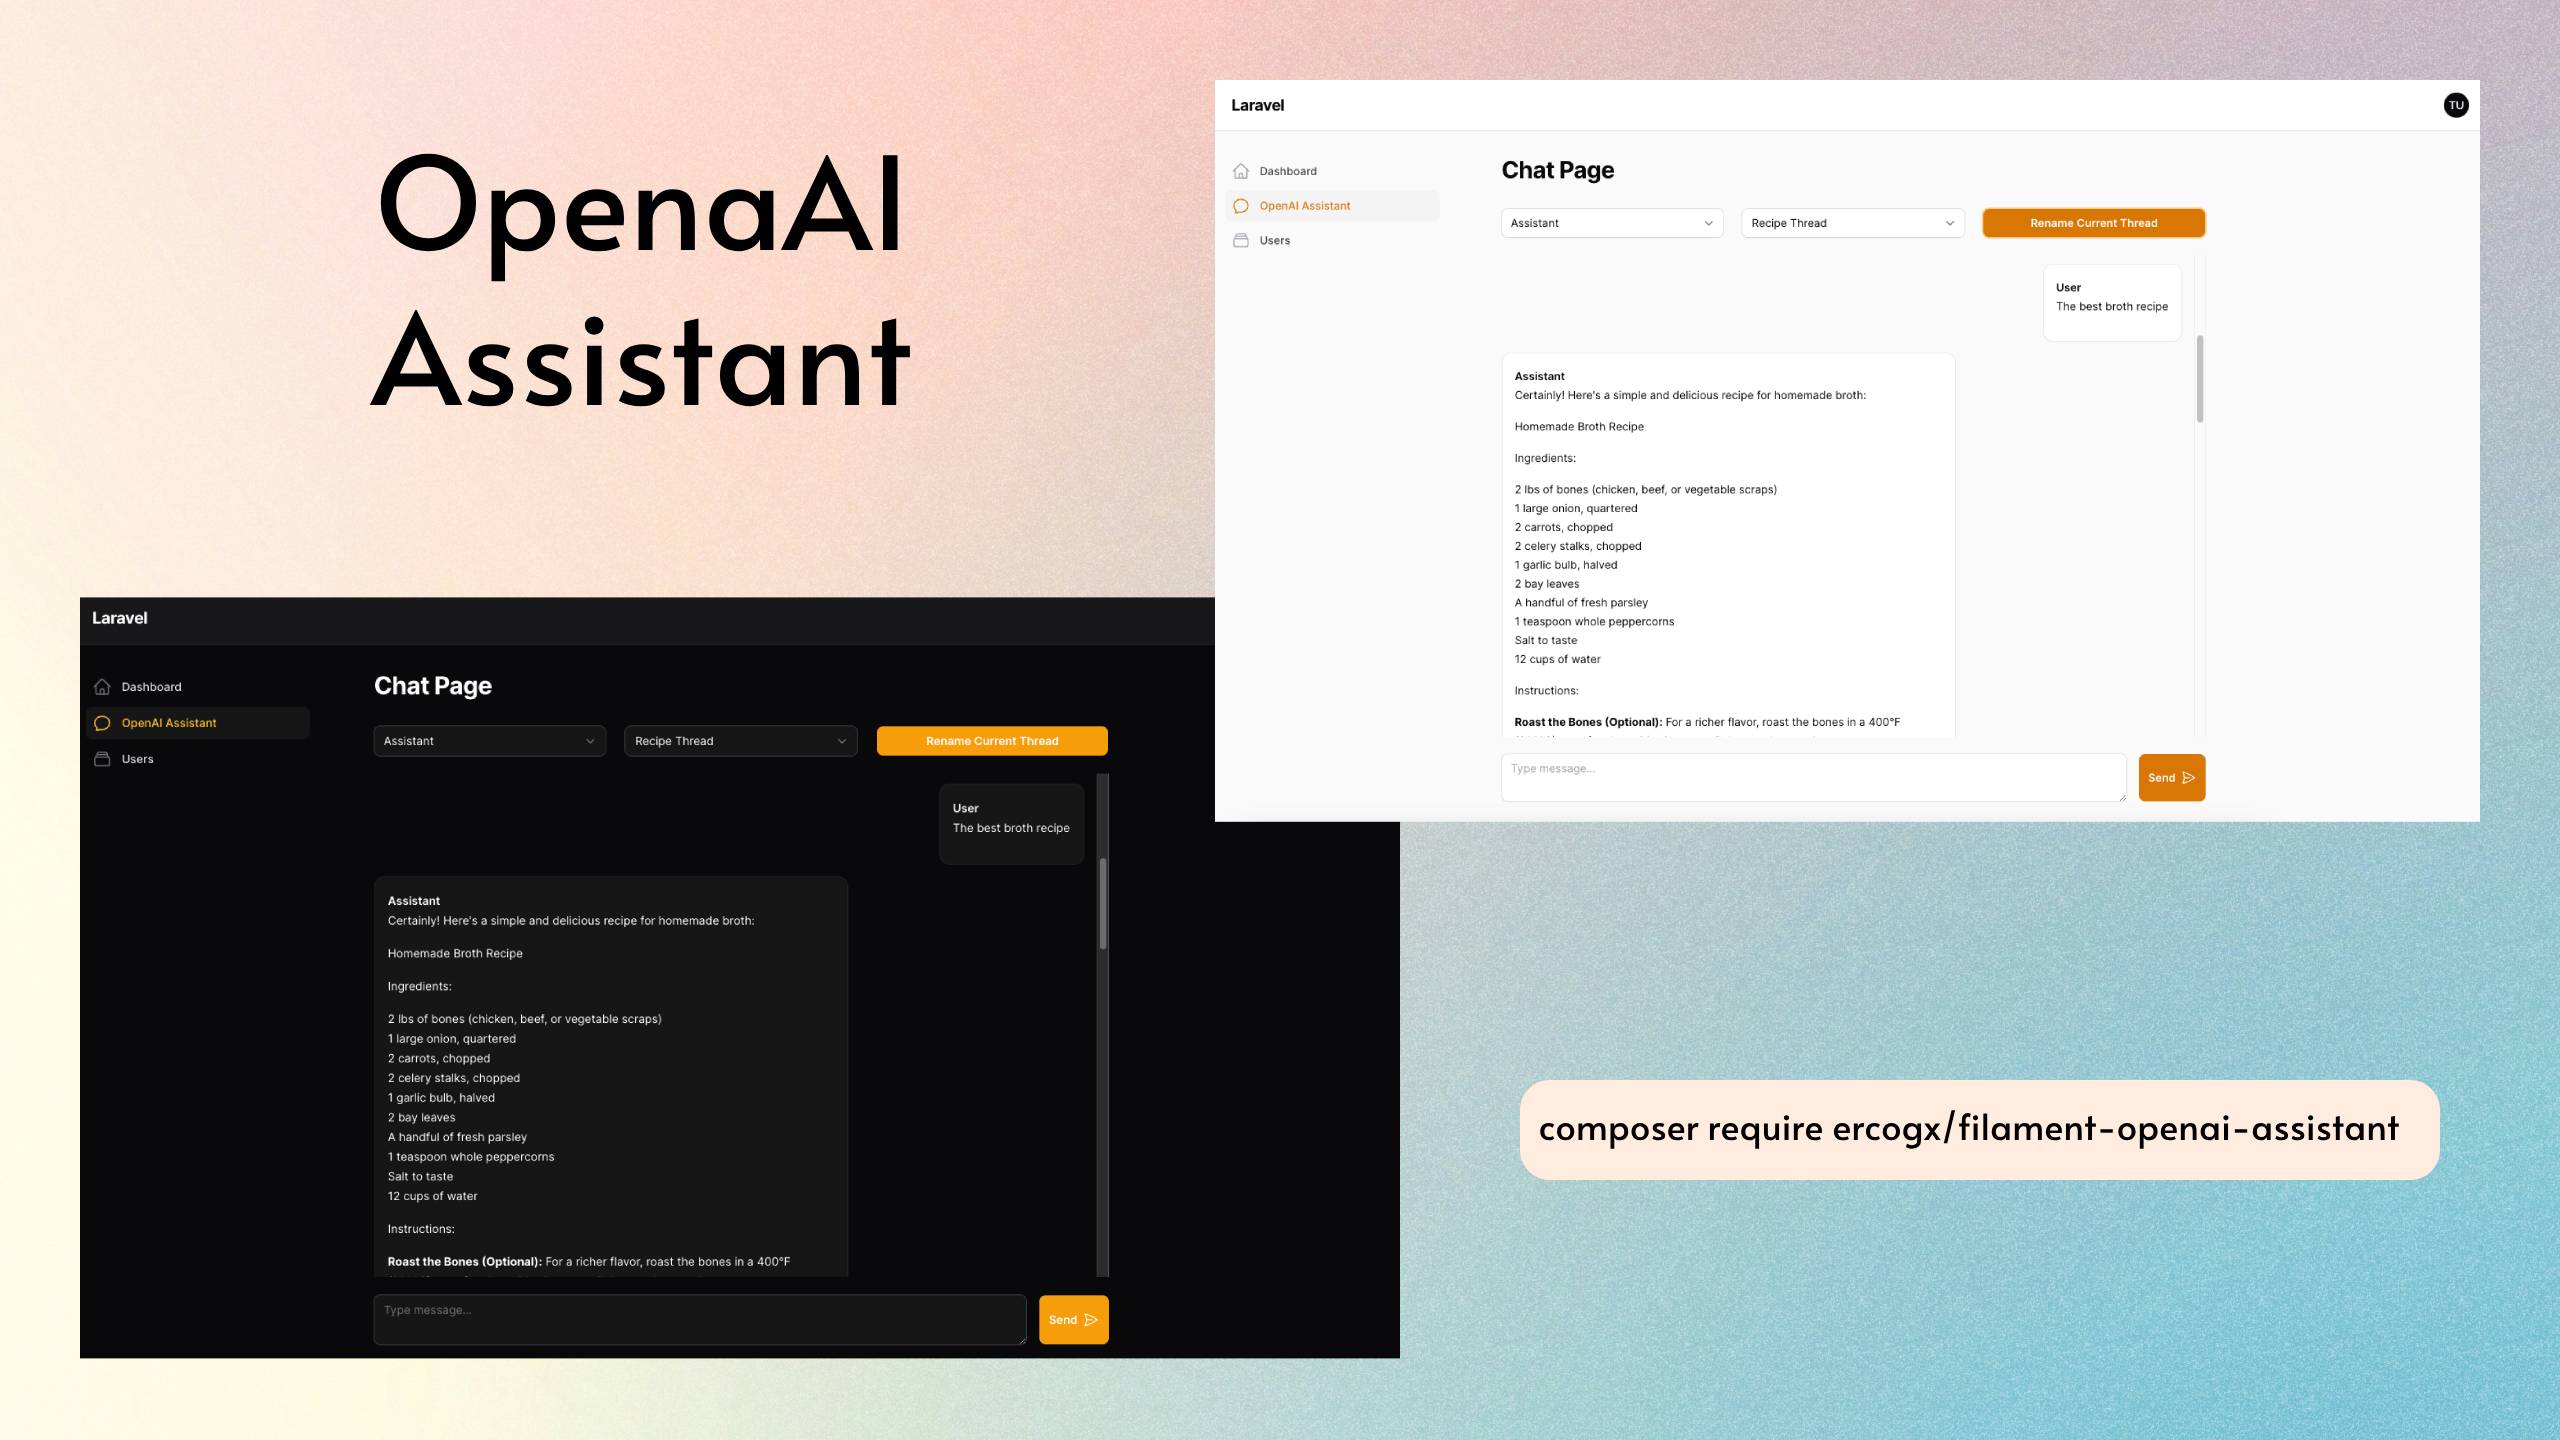 OpenaAI
Assistant
Laravel
TU
Dashboard
OpenAI Assistant
Users
Chat Page
Assistant
Recipe Thread
Rename Current Thread
User
The best broth recipe
Assistant
Certainly! Here's a simple and delicious recipe for homemade broth:
Homemade Broth Recipe
Ingredients:
2 lbs of bones (chicken, beef, or vegetable scraps)
1 large onion, quartered
2 carrots, chopped
2 celery stalks, chopped
1 garlic bulb, halved
2 bay leaves
A handful of fresh parsley
1 teaspoon whole peppercorns
Salt to taste
12 cups of water
Instructions:
Roast the Bones (Optional): For a richer flavor, roast the bones in a 400°F
Type message...
Send
Laravel
Dashboard
OpenAI Assistant
Users
Chat Page
Assistant
Recipe Thread
Rename Current Thread
User
The best broth recipe
Assistant
Certainly! Here's a simple and delicious recipe for homemade broth:
Homemade Broth Recipe
Ingredients:
2 lbs of bones (chicken, beef, or vegetable scraps)
1 large onion, quartered
2 carrots, chopped
2 celery stalks, chopped
1 garlic bulb, halved
2 bay leaves
A handful of fresh parsley
1 teaspoon whole peppercorns
Salt to taste
12 cups of water
Instructions:
Roast the Bones (Optional): For a richer flavor, roast the bones in a 400°F
Type message...
Send
composer require ercogx/filament-openai-assistant